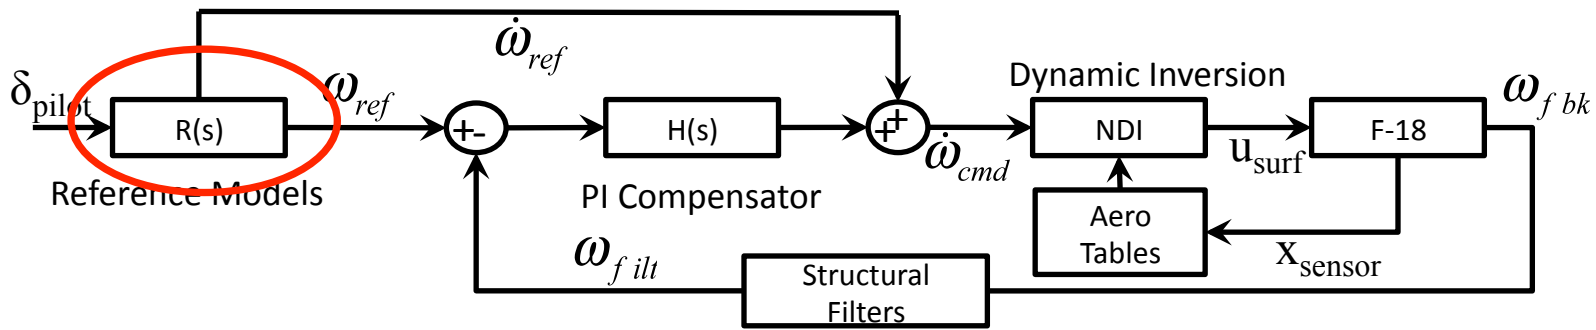 ω̇ref
Dynamic Inversion
δpilot
ωref
ωf bk
R(s)
+-
H(s)
+
+
NDI
F-18
ω̇cmd
usurf
Reference Models
PI Compensator
Aero
Tables
ωf ilt
xsensor
Structural
Filters